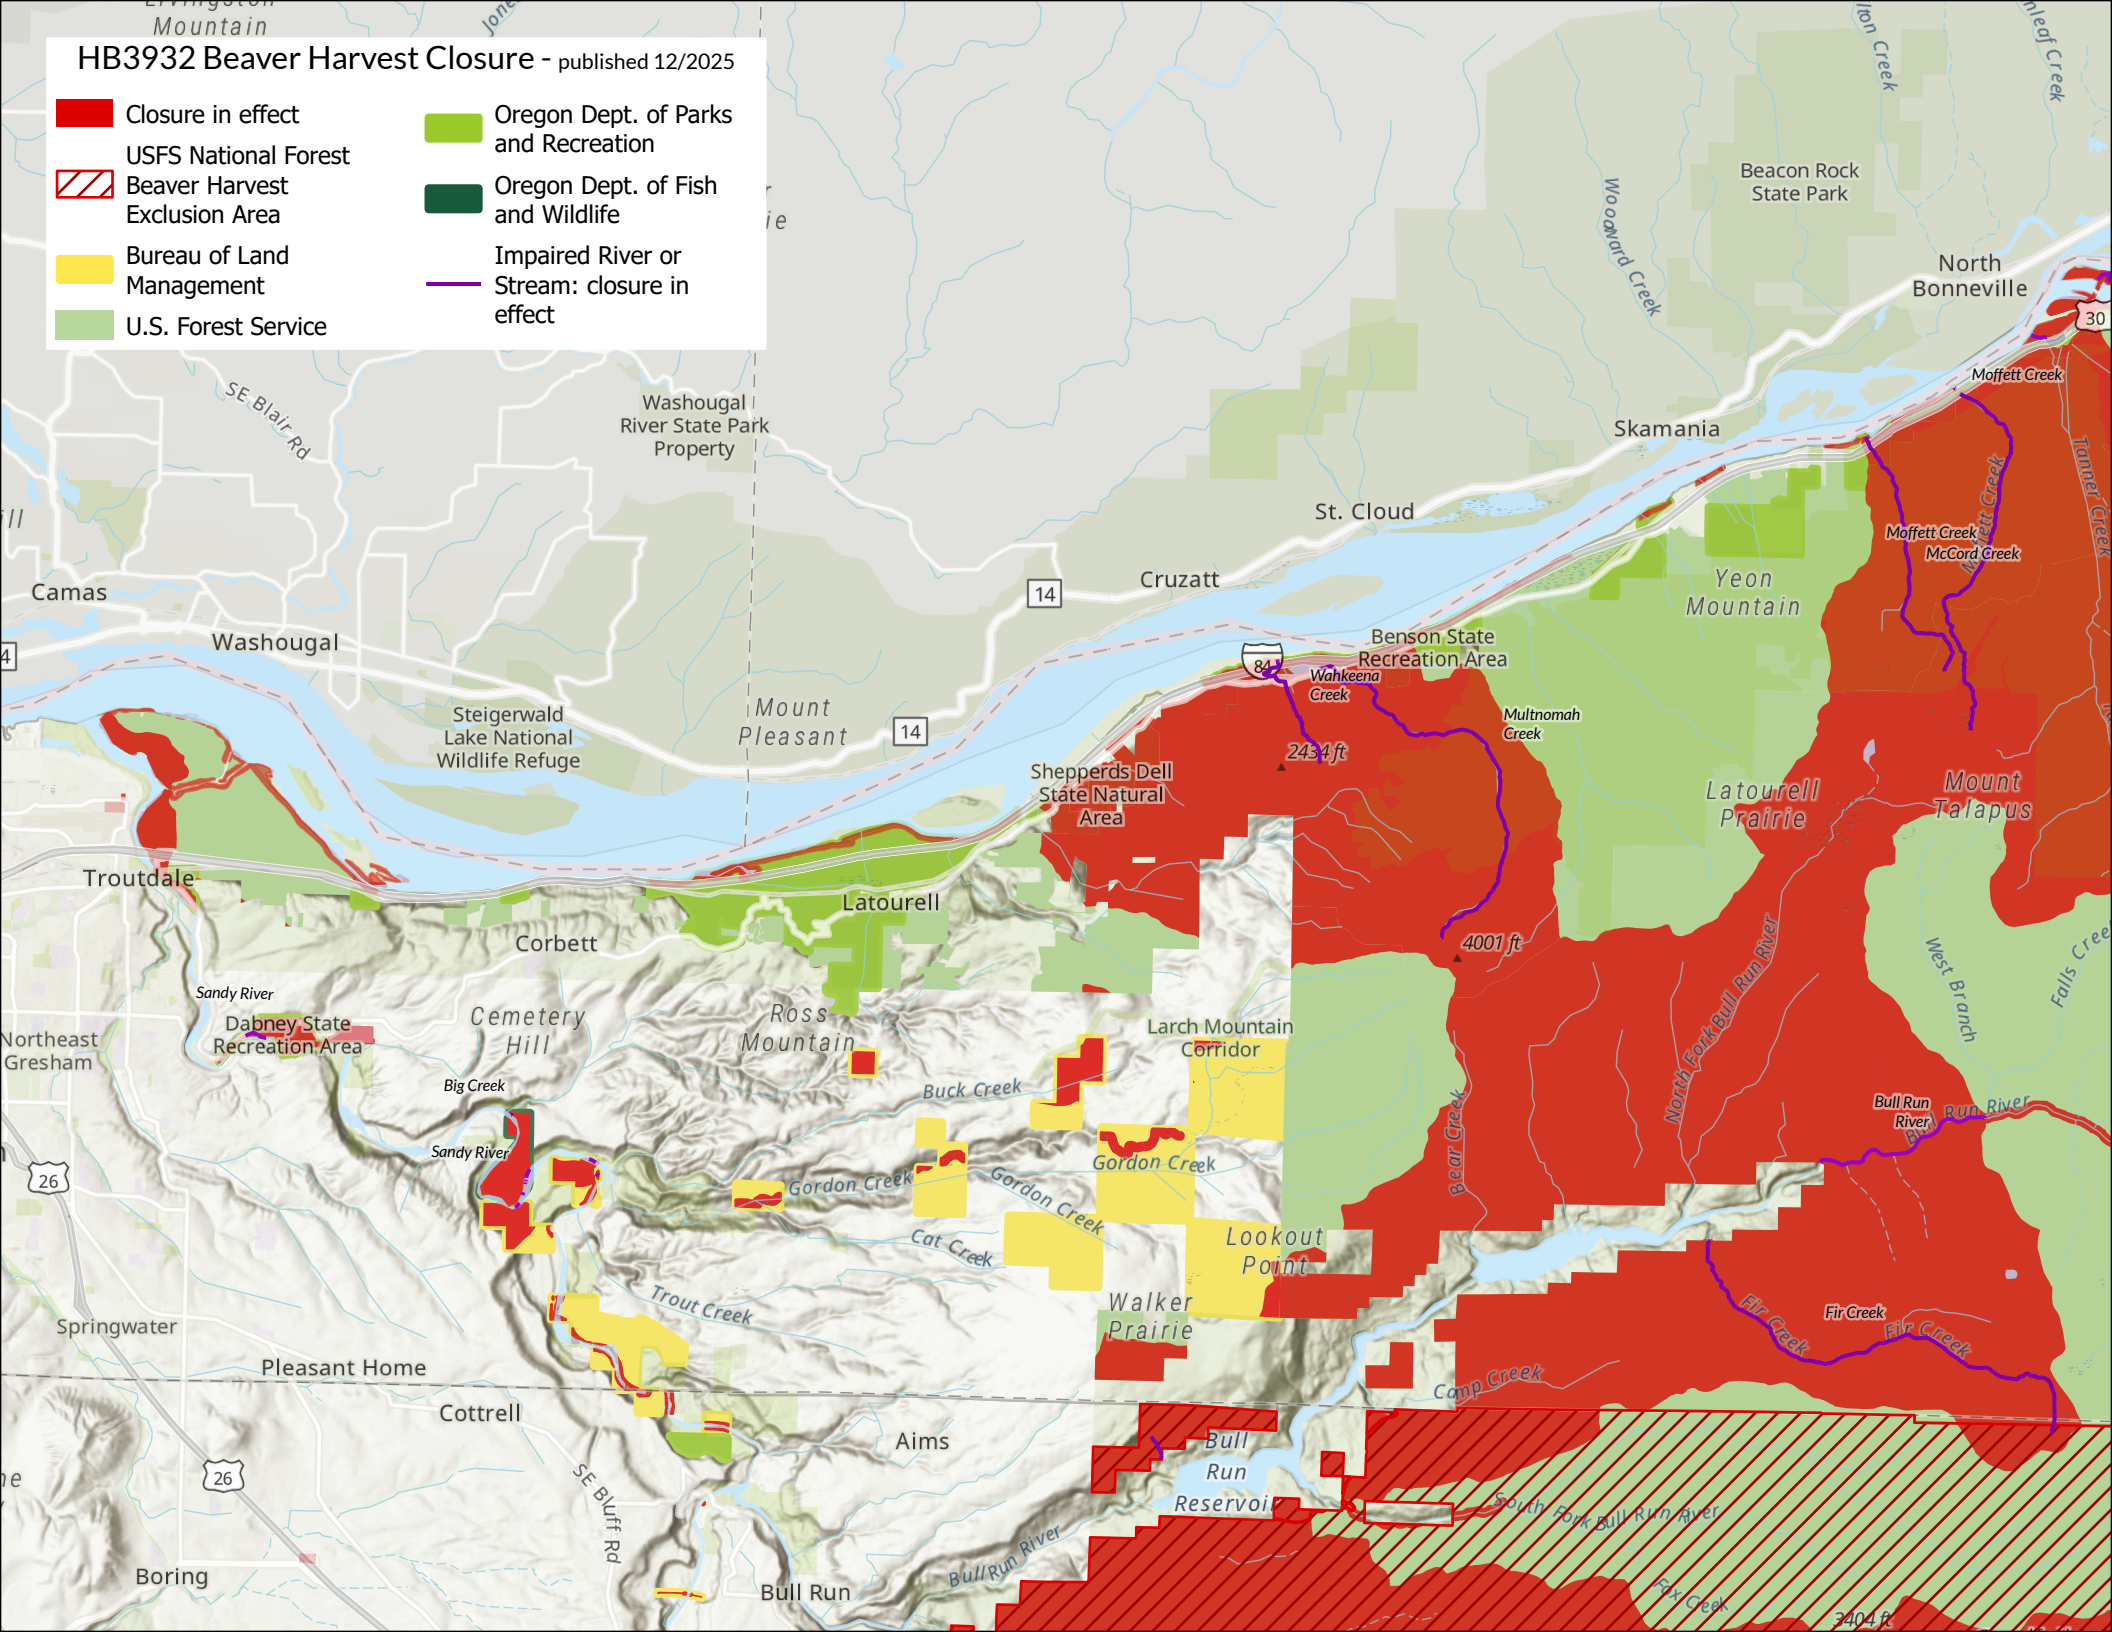 Livingston
Mountain
HB3932 Beaver Harvest Closure - published 12/2025
Closure in effect
USFS National Forest
Beaver Harvest
Exclusion Area
Bureau of Land
Management
U.S. Forest Service
Oregon Dept. of Parks
and Recreation
Oregon Dept. of Fish
and Wildlife
Impaired River or
Stream: closure in
effect
Beacon Rock
State Park
Woodward Creek
North
Bonneville
30
Moffett Creek
SE Blair Rd
Washougal
River State Park
Property
Skamania
Tanner Creek
St. Cloud
Moffett Creek
Moffett Creek
McCord Creek
Camas
14
Cruzatt
Yeon
Mountain
Washougal
4
84
Benson State
Recreation Area
Wahkeena
Creek
Steigerwald
Lake National
Wildlife Refuge
Mount
Pleasant
14
Multnomah
Creek
2434 ft
Shepperds Dell
State Natural
Area
Latourell
Prairie
Mount
Talapus
Troutdale
Latourell
Corbett
4001 ft
North Fork Bull Run River
West Branch
Falls Creek
Sandy River
Dabney State
Recreation Area
Cemetery
Hill
Ross
Mountain
Larch Mountain
Corridor
Northeast
Gresham
Big Creek
Buck Creek
Bear Creek
Bull Run
River
Bull Run River
Sandy River
26
Gordon Creek
Gordon Creek
Gordon Creek
Cat Creek
Lookout
Point
Trout Creek
Walker
Prairie
Fir Creek
Fir Creek
Fir Creek
Springwater
Pleasant Home
Camp Creek
Cottrell
Aims
Bull
Run
Reservoir
26
SE Bluff Rd
South Fork Bull Run River
Bull Run River
Boring
Bull Run
Fox Creek
3404 ft